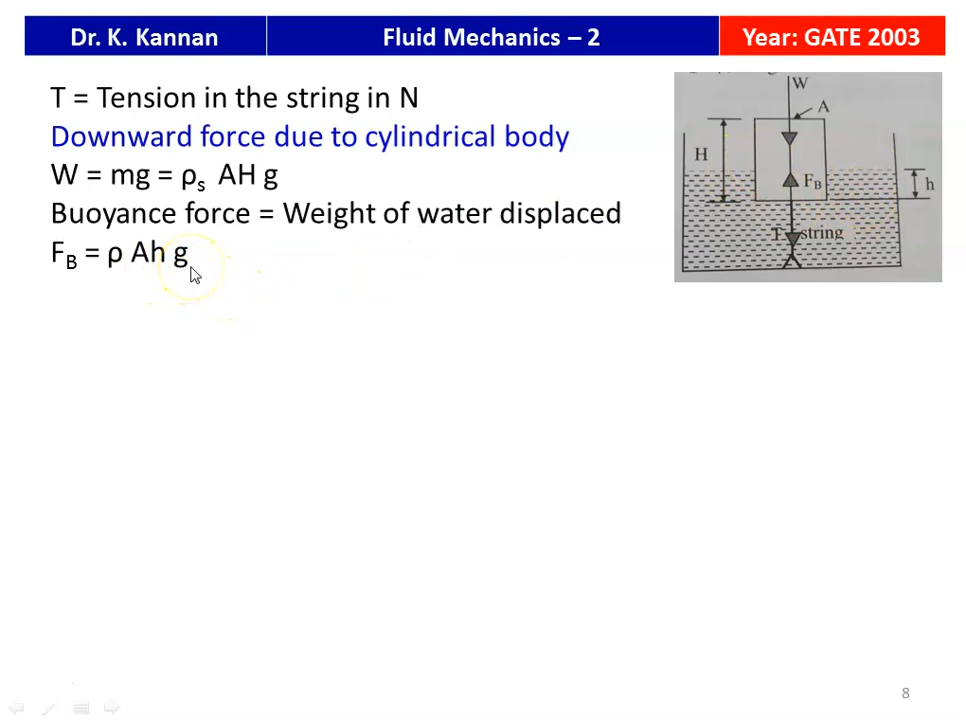 Dr. K. Kannan
Fluid Mechanics – 2
Year: GATE 2003
T = Tension in the string in N
Downward force due to cylindrical body
W = mg = ρs AH g
Buoyance force = Weight of water displaced
FB = ρ Ah g
W
A
H
FB
h
T string
8